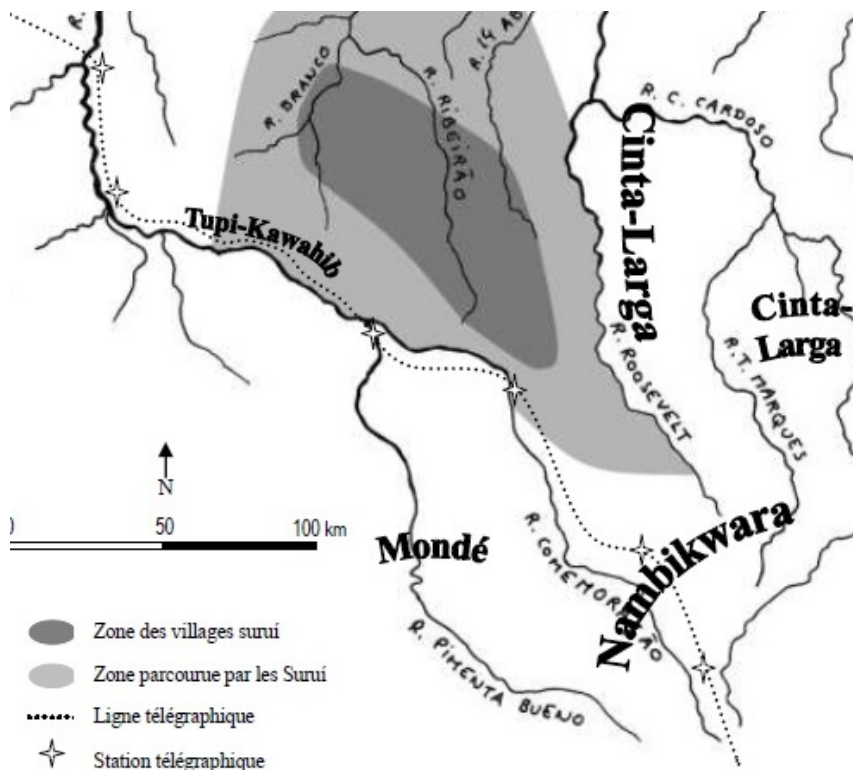 R.
R. BRANCO
R. RIBEIRÃO
R. 14 AB
R. C. CARDOSO
Cinta-Larga
Tupi-Kawahib
Cinta-
Larga
R. ROOSEVELT
R. T. MARQUES
N
50
100 km
Mondé
Nambikwara
R. COMEMORAÇÃO
R. PIMENTA BUENO
Zone des villages suruí
Zone parcourue par les Suruí
Ligne télégraphique
Station télégraphique